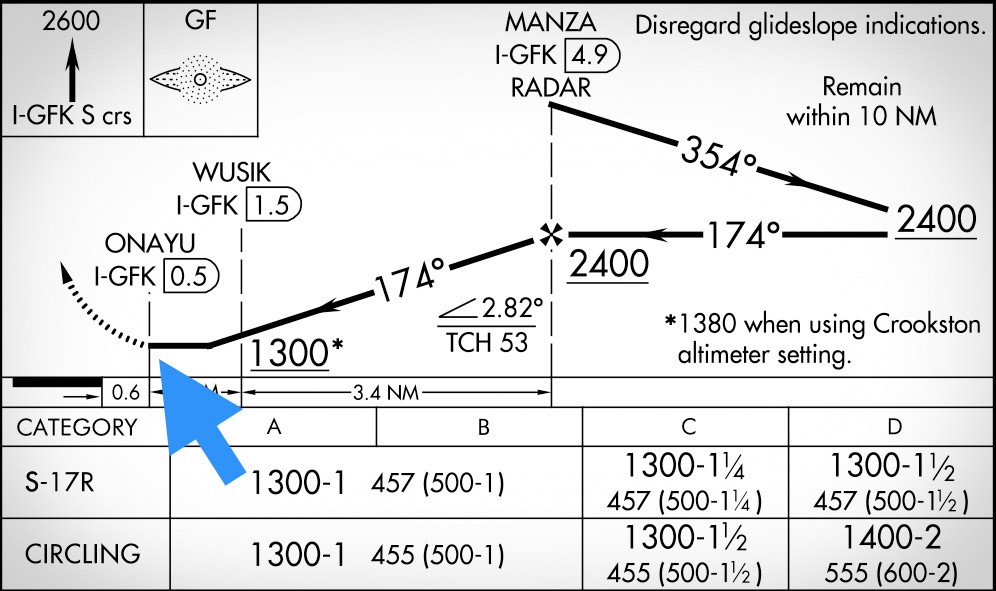 2600
I-GFK S crs
GF
MANZA
I-GFK 4.9
RADAR
Disregard glideslope indications.
Remain
within 10 NM
354°
2400
174°
2400
WUSIK
I-GFK 1.5
ONAYU
I-GFK 0.5
174°
2.82°
TCH 53
1300*
*1380 when using Crookston
altimeter setting.
0.6
3.4 NM
CATEGORY A B C D
S-17R 1300-1 457 (500-1) 1300-1¼ 457 (500-1¼) 1300-1½ 457 (500-1½)
CIRCLING 1300-1 455 (500-1) 1300-1½ 455 (500-1½) 1400-2 555 (600-2)